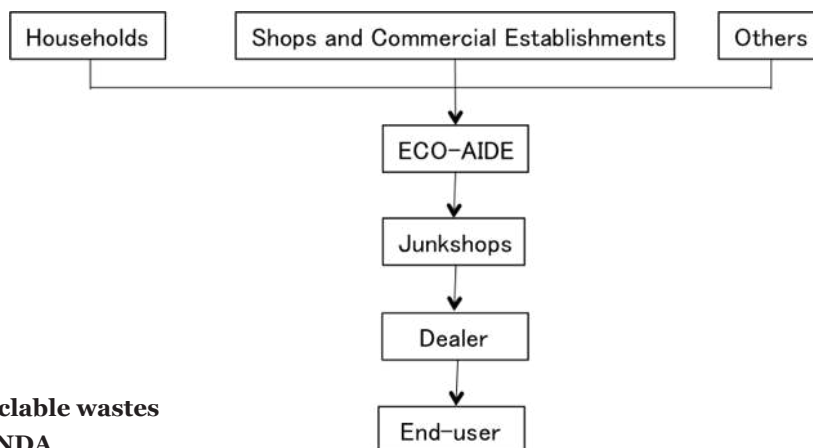 Households Shops and Commercial Establishments Others
ECO-AIDE
Junkshops
Dealer
clable wastes
End-user
NDA